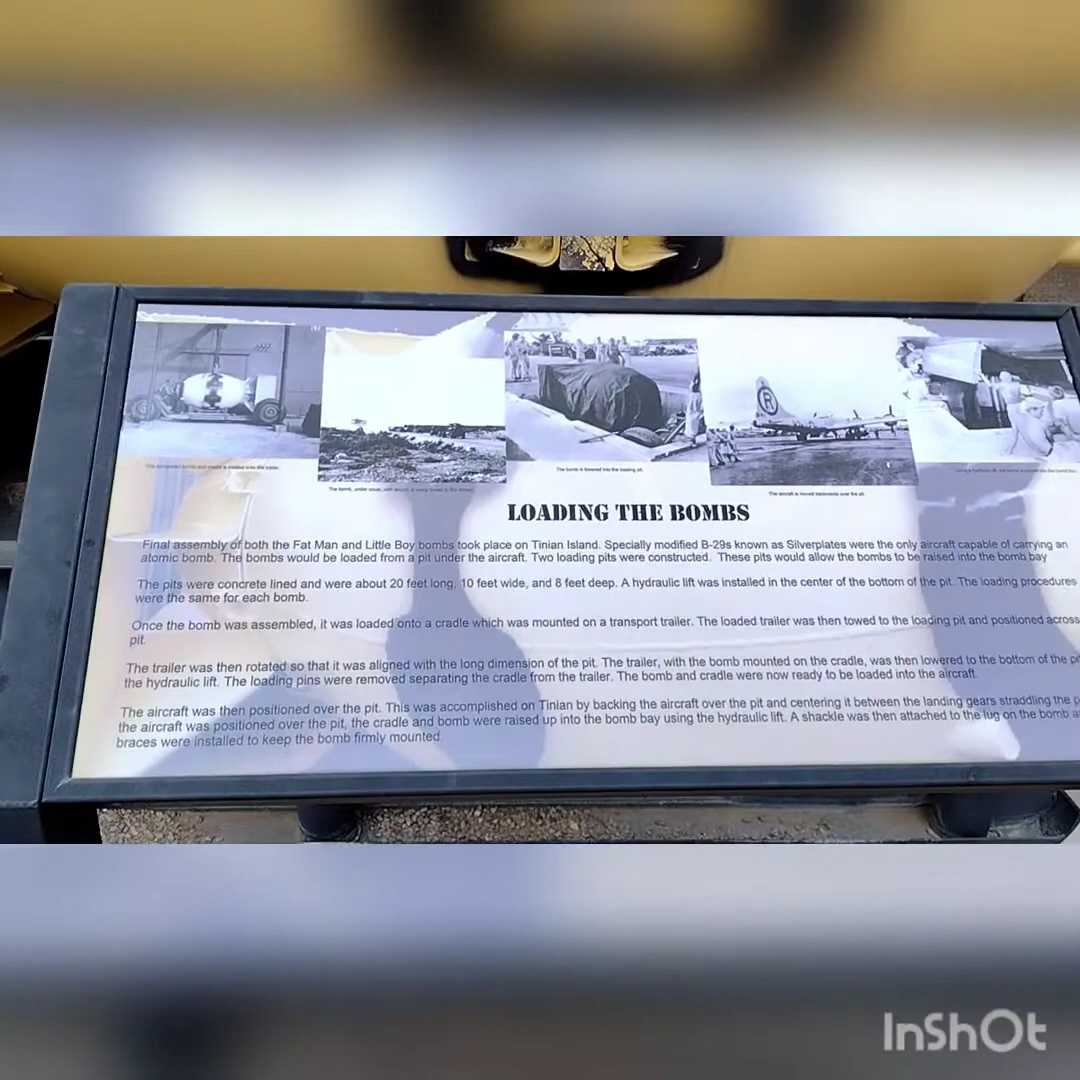 The bomb is lowered into the loading pit.
The aircraft is moved backwards over the pit.
LOADING THE BOMBS
Final assembly of both the Fat Man and Little Boy bombs took place on Tinian Island. Specially modified B-29s known as Silverplates were the only aircraft capable of carrying an
atomic bomb. The bombs would be loaded from a pit under the aircraft. Two loading pits were constructed. These pits would allow the bombs to be raised into the bomb bay
The pits were concrete lined and were about 20 feet long, 10 feet wide, and 8 feet deep. A hydraulic lift was installed in the center of the bottom of the pit. The loading procedures
were the same for each bomb.
Once the bomb was assembled, it was loaded onto a cradle which was mounted on a transport trailer. The loaded trailer was then towed to the loading pit and positioned across
pit.
The trailer was then rotated so that it was aligned with the long dimension of the pit. The trailer, with the bomb mounted on the cradle, was then lowered to the bottom of the
the hydraulic lift. The loading pins were removed separating the cradle from the trailer. The bomb and cradle were now ready to be loaded into the aircraft.
The aircraft was then positioned over the pit. This was accomplished on Tinian by backing the aircraft over the pit and centering it between the landing gears straddling the
the aircraft was positioned over the pit, the cradle and bomb were raised up into the bomb bay using the hydraulic lift. A shackle was then attached to the lug on the bomb
braces were installed to keep the bomb firmly mounted
R
InShOt